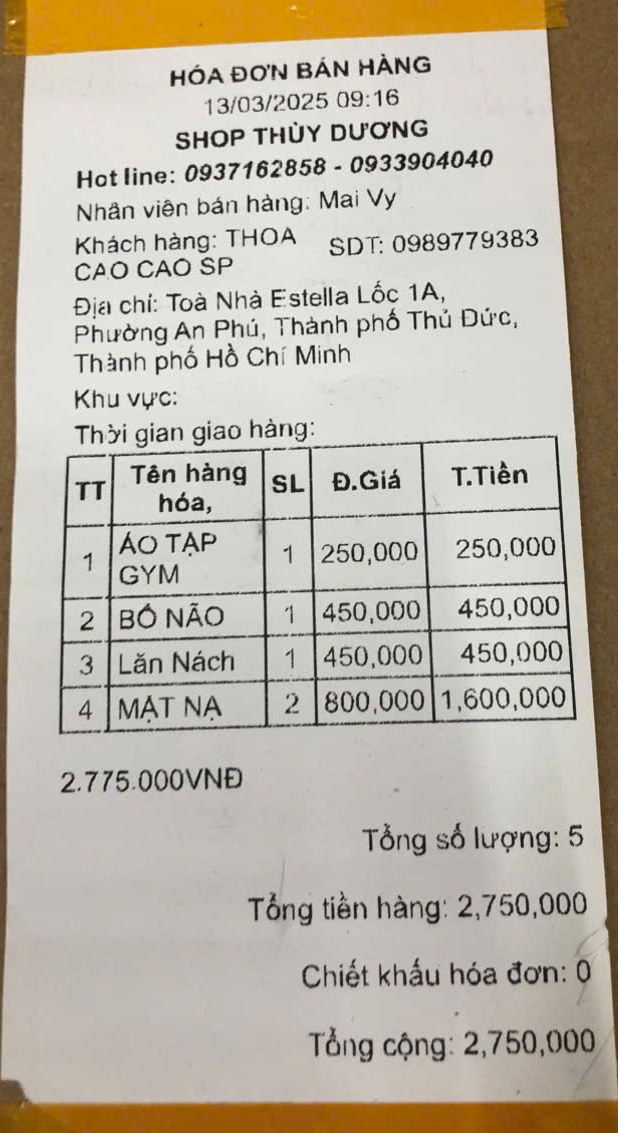 HÓA ĐƠN BÁN HÀNG
13/03/2025 09:16
SHOP THÙY DƯƠNG
Hot line: 0937162858 - 0933904040
Nhân viên bán hàng: Mai Vy
Khách hàng: THOA CAO CAO SP SDT: 0989779383
Địa chỉ: Toà Nhà Estella Lốc 1A,
Phường An Phú, Thành phố Thủ Đức,
Thành phố Hồ Chí Minh
Khu vực:
Thời gian giao hàng:
TT Tên hàng hóa, SL Đ.Giá T.Tiền
1 ÁO TẬP GYM 1 250,000 250,000
2 BỔ NÃO 1 450,000 450,000
3 Lăn Nách 1 450,000 450,000
4 MẶT NẠ 2 800,000 1,600,000
2.775.000VNĐ
Tổng số lượng: 5
Tổng tiền hàng: 2,750,000
Chiết khấu hóa đơn: 0
Tổng cộng: 2,750,000